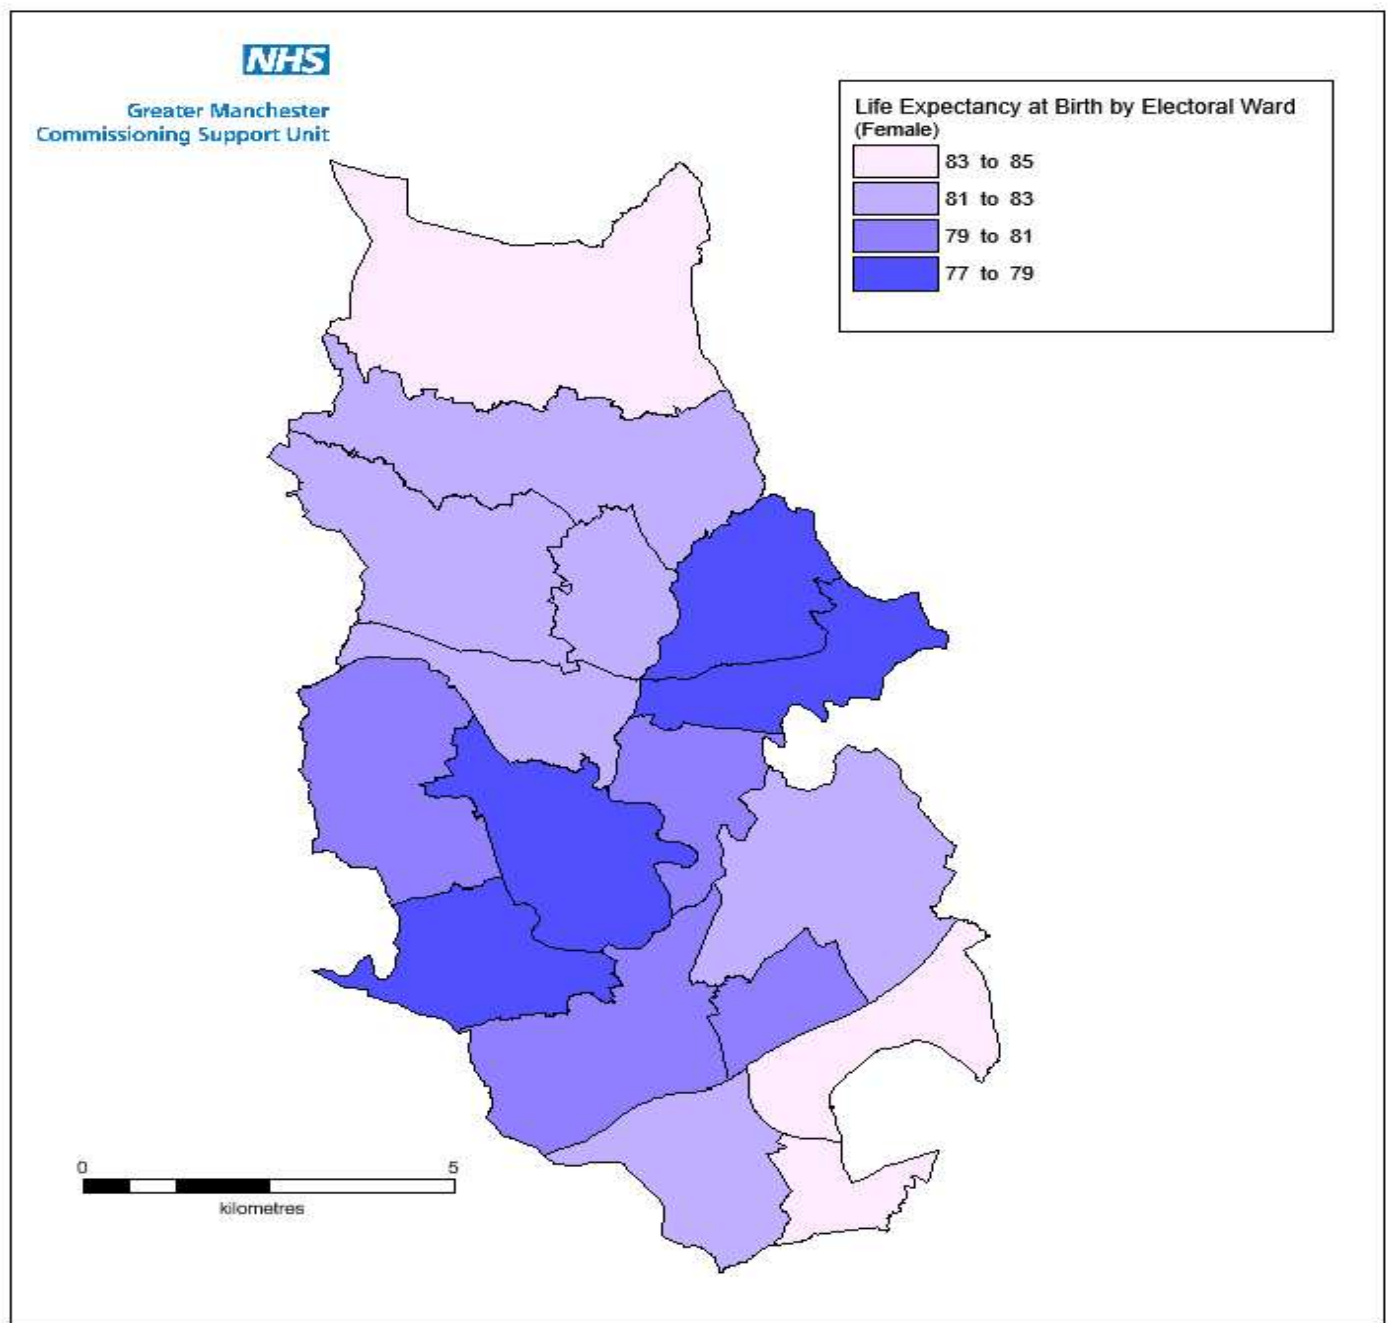 NHS
Greater Manchester
Commissioning Support Unit
Life Expectancy at Birth by Electoral Ward
(Female)
83 to 85
81 to 83
79 to 81
77 to 79
0 5
kilometres